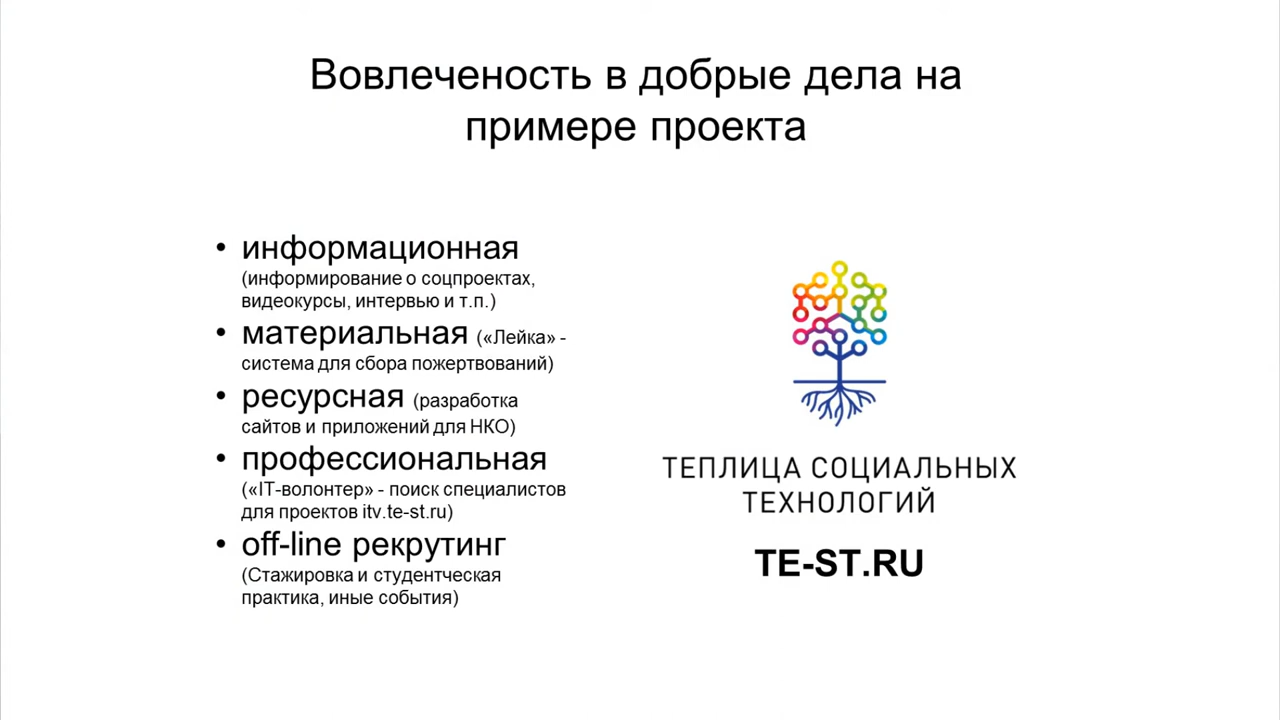 Вовлеченость в добрые дела на
примере проекта
• информационная
(информирование о соцпроектах,
видеокурсы, интервью и т.п.)
• материальная («Лейка» -
система для сбора пожертвований)
• ресурсная (разработка
сайтов и приложений для НКО)
• профессиональная
(«IT-волонтер» - поиск специалистов
для проектов itv.te-st.ru)
• off-line рекрутинг
(Стажировка и студентческая
практика, иные события)
ТЕПЛИЦА СОЦИАЛЬНЫХ
ТЕХНОЛОГИЙ
TE-ST.RU